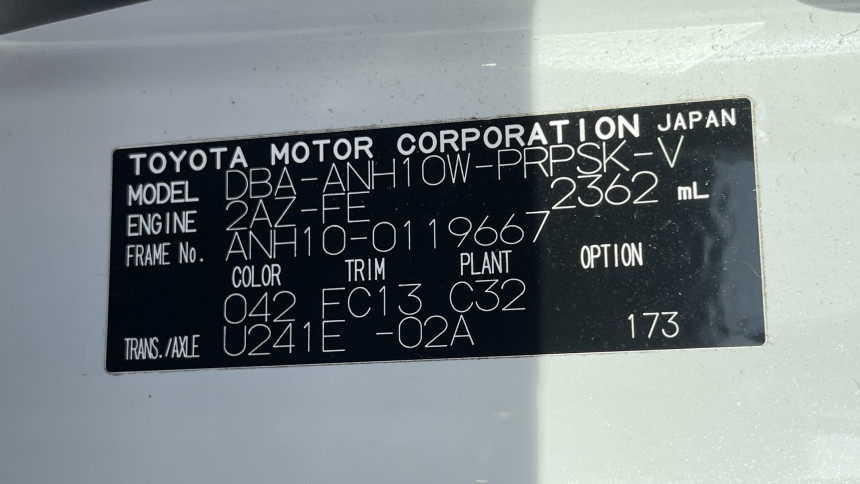 TOYOTA MOTOR CORPORATION JAPAN
MODEL DBA-ANH10W-PRPSK-V
ENGINE 2AZ-FE 2362 mL
FRAME No. ANH10-0119667
COLOR TRIM PLANT OPTION
042 FC13 C32
TRANS./AXLE U241E -02A 173